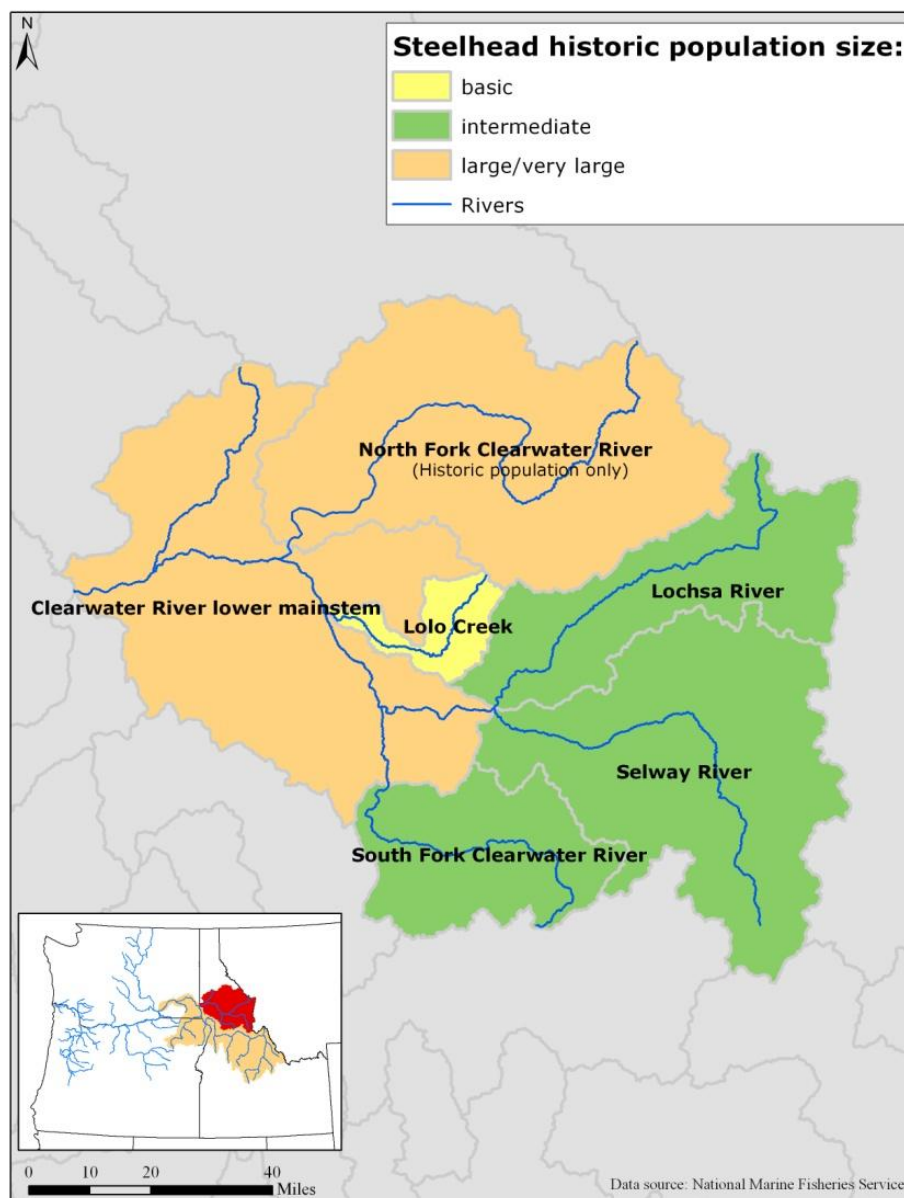 N
Steelhead historic population size:
basic
intermediate
large/very large
Rivers
North Fork Clearwater River
(Historic population only)
Lochsa River
Clearwater River lower mainstem
Lolo Creek
Selway River
South Fork Clearwater River
0 10 20 40
Miles
Data source: National Marine Fisheries Service